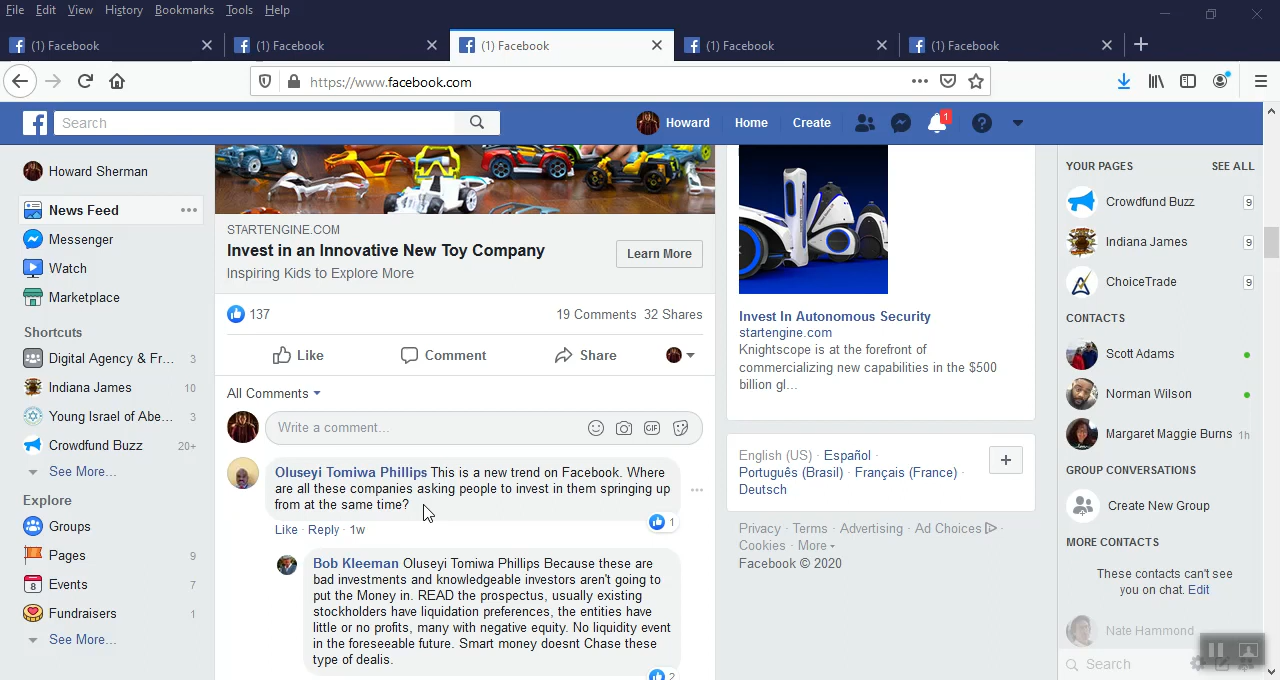 File Edit View History Bookmarks Tools Help
(1) Facebook (1) Facebook (1) Facebook (1) Facebook (1) Facebook
https://www.facebook.com
Search Howard Home Create 1
Howard Sherman
News Feed
Messenger
Watch
Marketplace
Shortcuts
Digital Agency & Fr... 3
Indiana James 10
Young Israel of Abe... 3
Crowdfund Buzz 20+
See More...
Explore
Groups
Pages 9
Events 7
Fundraisers 1
See More...
STARTENGINE.COM
Invest in an Innovative New Toy Company
Inspiring Kids to Explore More
Learn More
137 19 Comments 32 Shares
Like Comment Share
All Comments
Write a comment...
GIF
Oluseyi Tomiwa Phillips This is a new trend on Facebook. Where
are all these companies asking people to invest in them springing up
from at the same time?
1
Like · Reply · 1w
Bob Kleeman Oluseyi Tomiwa Phillips Because these are
bad investments and knowledgeable investors aren't going to
put the Money in. READ the prospectus, usually existing
stockholders have liquidation preferences, the entities have
little or no profits, many with negative equity. No liquidity event
in the foreseeable future. Smart money doesnt Chase these
type of dealis.
2
Invest In Autonomous Security
startengine.com
Knightscope is at the forefront of
commercializing new capabilities in the $500
billion gl...
English (US) · Español ·
Português (Brasil) · Français (France) ·
Deutsch
Privacy · Terms · Advertising · Ad Choices ·
Cookies · More
Facebook © 2020
YOUR PAGES SEE ALL
Crowdfund Buzz 9
Indiana James 9
ChoiceTrade 9
CONTACTS
Scott Adams
Norman Wilson
Margaret Maggie Burns 1h
GROUP CONVERSATIONS
Create New Group
MORE CONTACTS
These contacts can't see
you on chat. Edit
Nate Hammond
Search